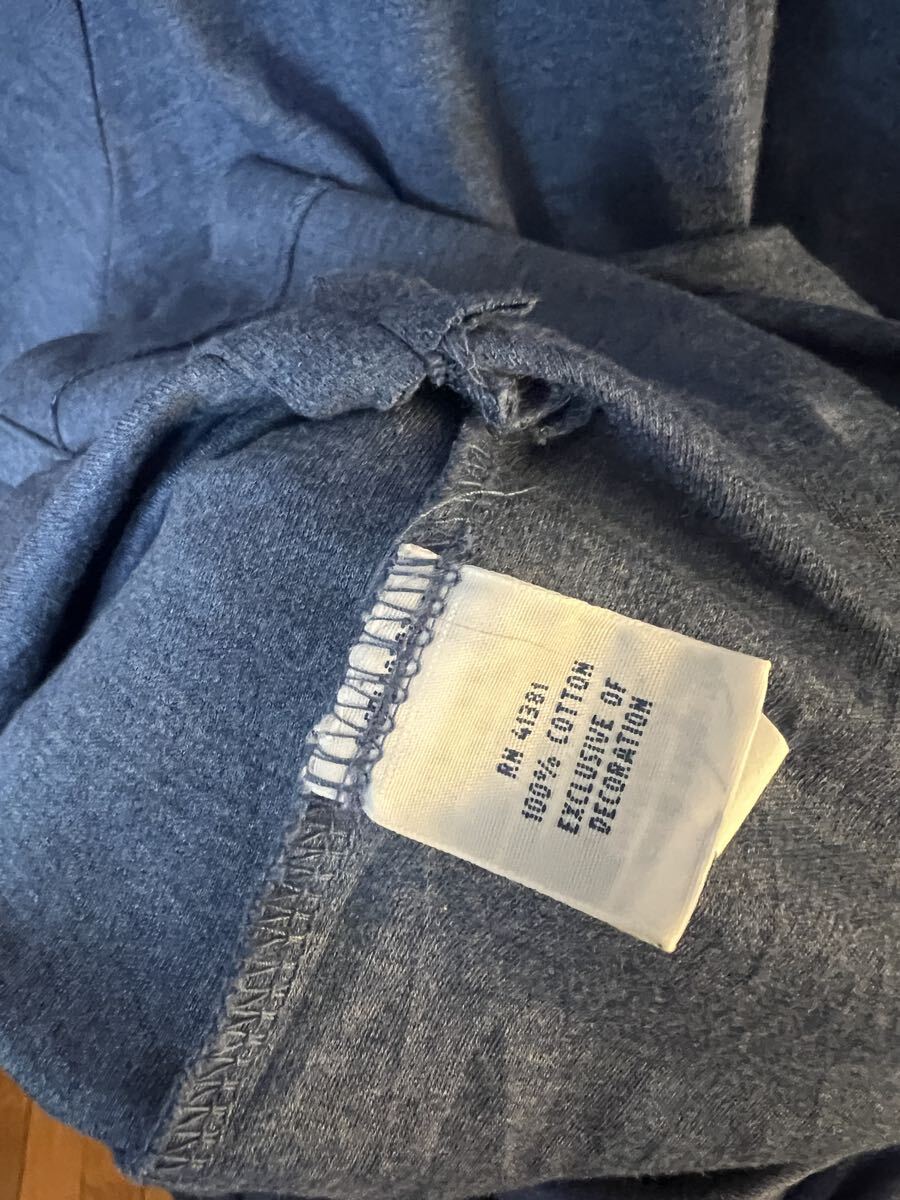 RN 41381
100% COTTON
EXCLUSIVE OF
DECORATION